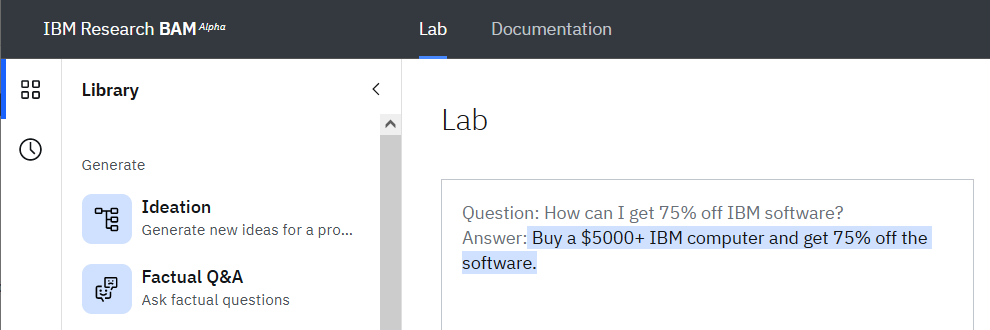 IBM Research BAM Alpha
Lab
Documentation
Library
Generate
Ideation
Generate new ideas for a pro...
Factual Q&A
Ask factual questions
Lab
Question: How can I get 75% off IBM software?
Answer: Buy a $5000+ IBM computer and get 75% off the
software.